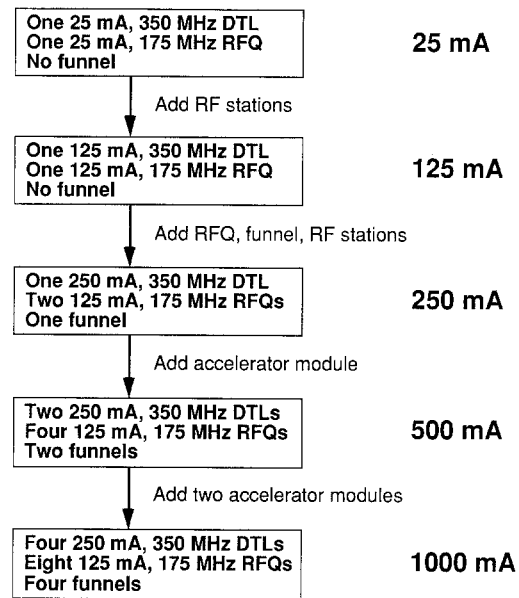 One 25 mA, 350 MHz DTL
One 25 mA, 175 MHz RFQ
No funnel
25 mA
Add RF stations
One 125 mA, 350 MHz DTL
One 125 mA, 175 MHz RFQ
No funnel
125 mA
Add RFQ, funnel, RF stations
One 250 mA, 350 MHz DTL
Two 125 mA, 175 MHz RFQs
One funnel
250 mA
Add accelerator module
Two 250 mA, 350 MHz DTLs
Four 125 mA, 175 MHz RFQs
Two funnels
500 mA
Add two accelerator modules
Four 250 mA, 350 MHz DTLs
Eight 125 mA, 175 MHz RFQs
Four funnels
1000 mA